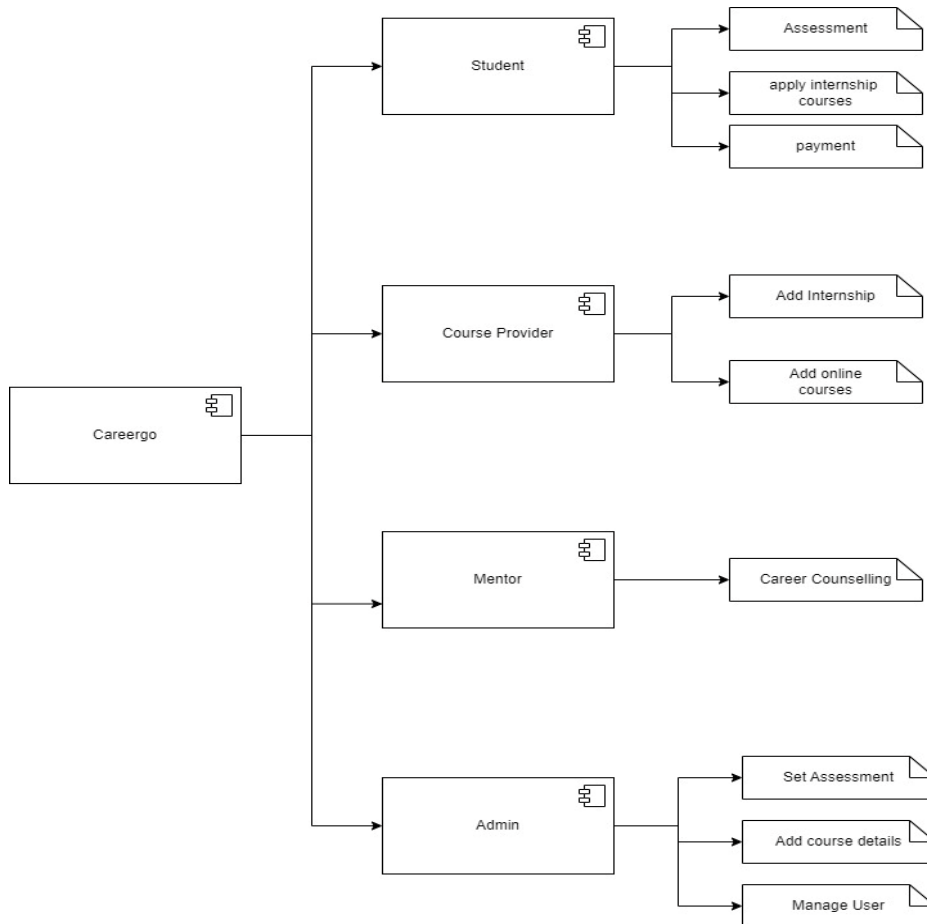 Assessment
Student
apply internship
courses
payment
Add Internship
Course Provider
Add online
courses
Careergo
Mentor
Career Counselling
Set Assessment
Admin
Add course details
Manage User